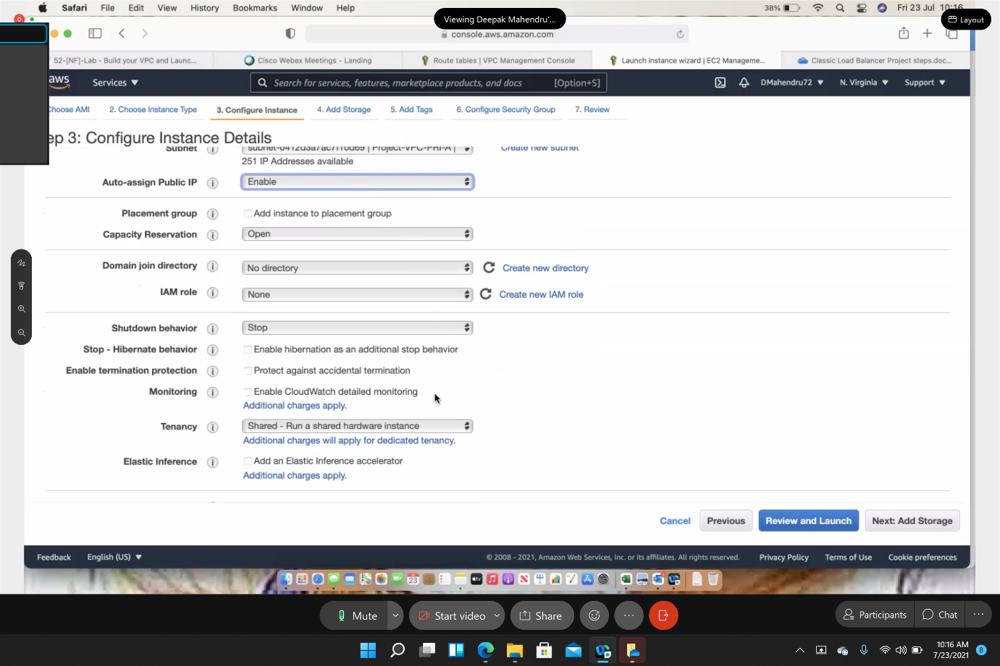 Safari File Edit View History Bookmarks Window Help
Viewing Deepak Mahendru'...
38% Fri 23 Jul 10:16
Layout
console.aws.amazon.com
52-[NF]-Lab - Build your VPC and Launc...
Cisco Webex Meetings - Landing
Route tables | VPC Management Console
Launch instance wizard | EC2 Manageme...
Classic Load Balancer Project steps.doc...
aws
Services
Search for services, features, marketplace products, and docs [Option+S]
DMahendru72
N. Virginia
Support
Choose AMI
2. Choose Instance Type
3. Configure Instance
4. Add Storage
5. Add Tags
6. Configure Security Group
7. Review
ep 3: Configure Instance Details
Subnet
subnet-0412d3a7ac7f10d69 | Project-VPC-PRI-A |
Create new subnet
251 IP Addresses available
Auto-assign Public IP
Enable
Placement group
Add instance to placement group
Capacity Reservation
Open
Domain join directory
No directory
Create new directory
IAM role
None
Create new IAM role
Shutdown behavior
Stop
Stop - Hibernate behavior
Enable hibernation as an additional stop behavior
Enable termination protection
Protect against accidental termination
Monitoring
Enable CloudWatch detailed monitoring
Additional charges apply.
Tenancy
Shared - Run a shared hardware instance
Additional charges will apply for dedicated tenancy.
Elastic Inference
Add an Elastic Inference accelerator
Additional charges apply.
Cancel
Previous
Review and Launch
Next: Add Storage
Feedback
English (US)
© 2008 - 2021, Amazon Web Services, Inc. or its affiliates. All rights reserved.
Privacy Policy
Terms of Use
Cookie preferences
23
tv
Mute
Start video
Share
Participants
Chat
10:16 AM
7/23/2021
8